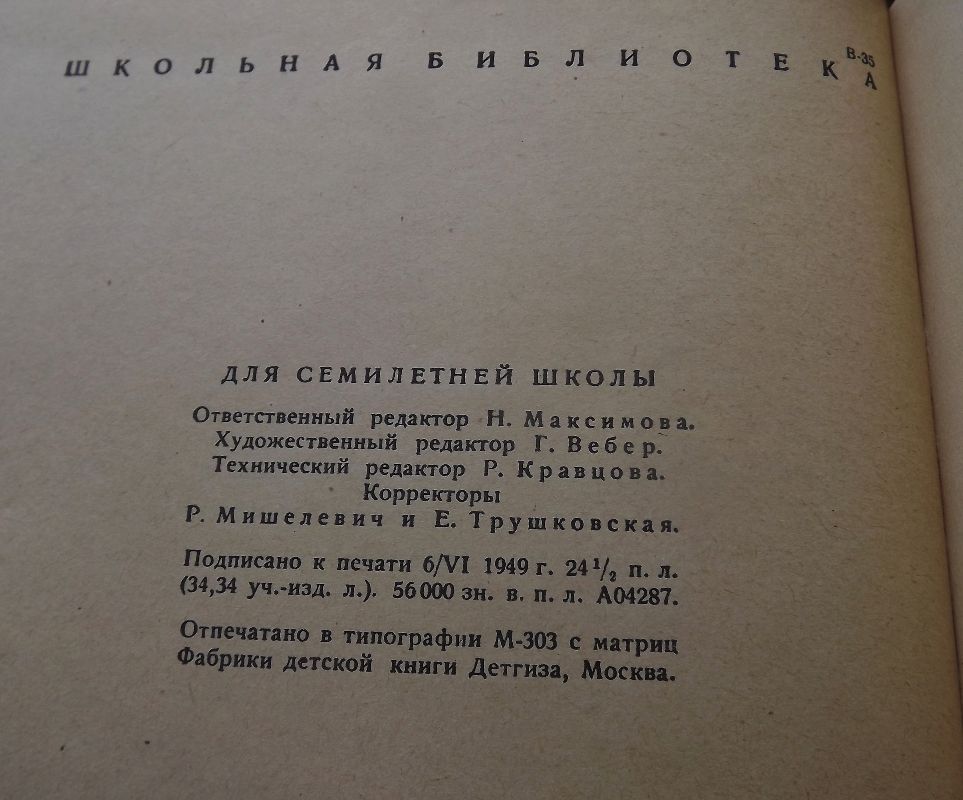 В-35
ШКОЛЬНАЯ БИБЛИОТЕКА
ДЛЯ СЕМИЛЕТНЕЙ ШКОЛЫ
Ответственный редактор Н. Максимова.
Художественный редактор Г. Вебер.
Технический редактор Р. Кравцова.
Корректоры
Р. Мишелевич и Е. Трушковская.
Подписано к печати 6/VI 1949 г. 24 1/2 п. л.
(34,34 уч.-изд. л.). 56 000 зн. в. п. л. А04287.
Отпечатано в типографии М-303 с матриц
Фабрики детской книги Детгиза, Москва.